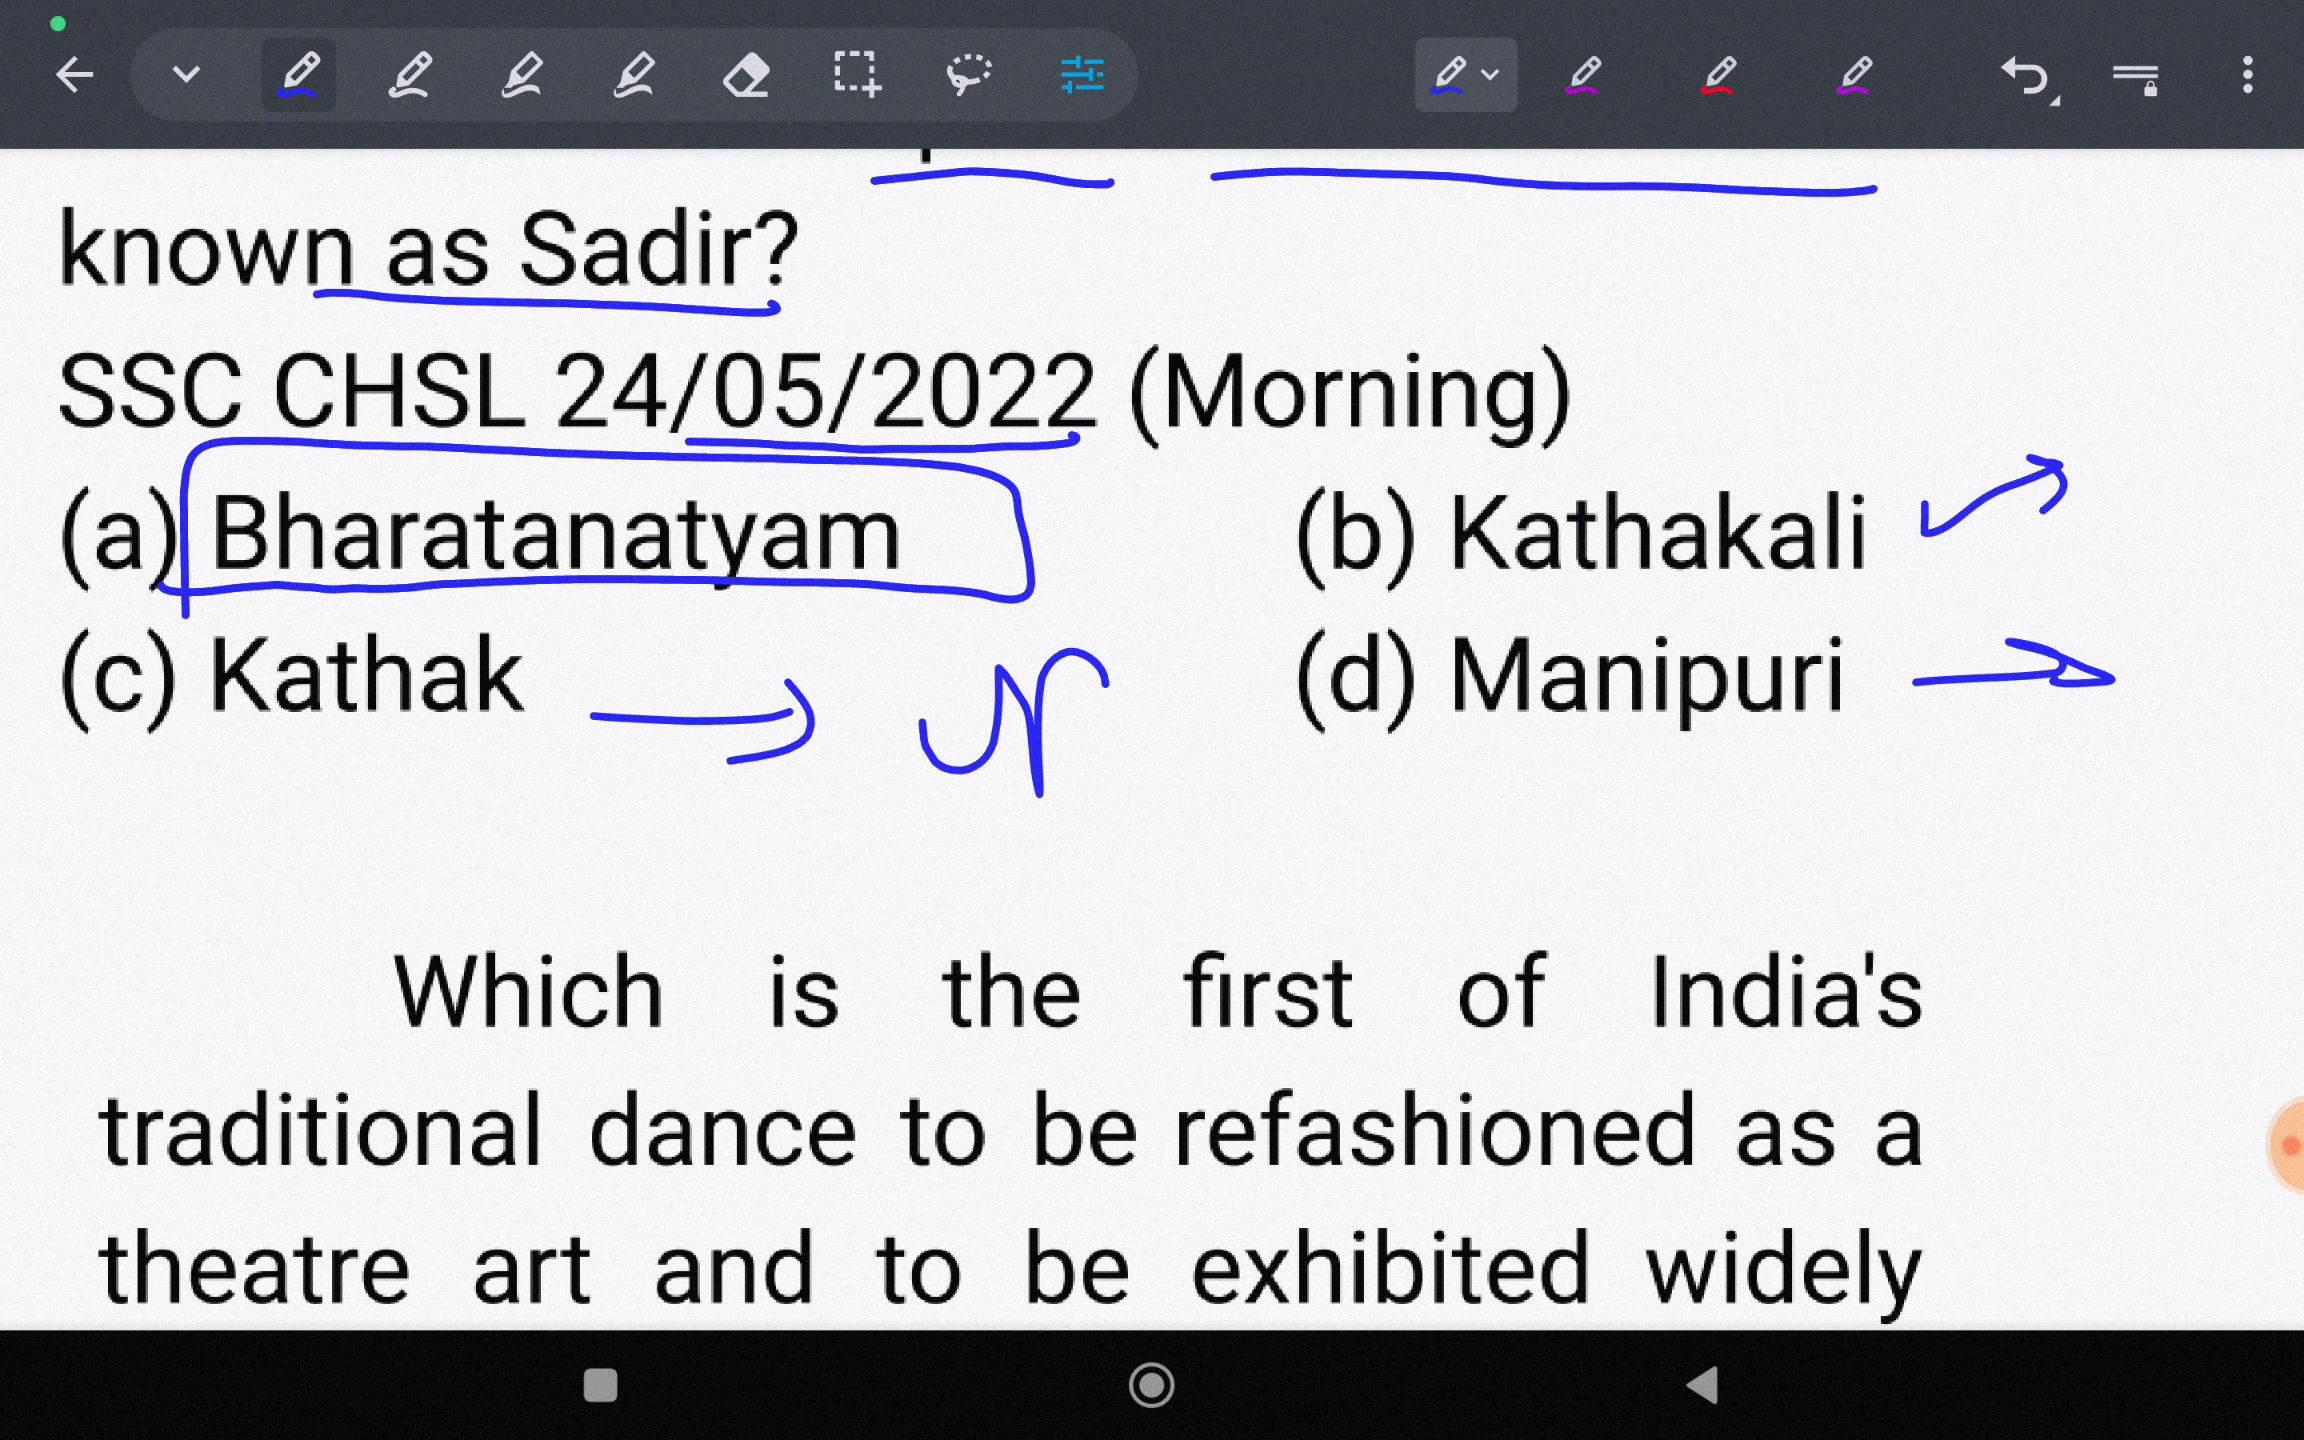 known as Sadir?
SSC CHSL 24/05/2022 (Morning)
(a) Bharatanatyam (b) Kathakali
(c) Kathak UP (d) Manipuri
Which is the first of India's
traditional dance to be refashioned as a
theatre art and to be exhibited widely